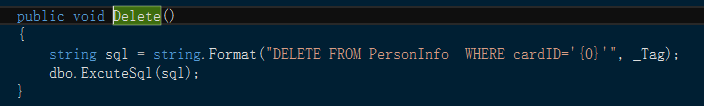 public void Delete()
{
string sql = string.Format("DELETE FROM PersonInfo  WHERE cardID='{0}'", _Tag);
dbo.ExcuteSql(sql);
}